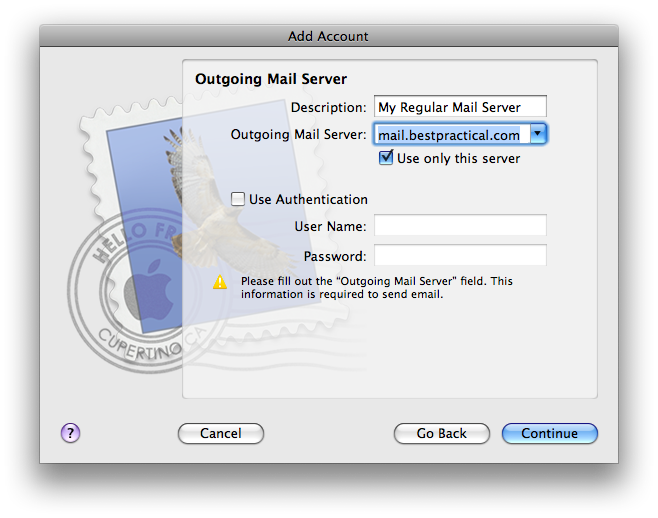 Add Account
Outgoing Mail Server
Description: My Regular Mail Server
Outgoing Mail Server: mail.bestpractical.com
Use only this server
Use Authentication
User Name:
Password:
Please fill out the “Outgoing Mail Server” field. This
information is required to send email.
HELLO FR
CUPERTINO CA
?
Cancel
Go Back
Continue